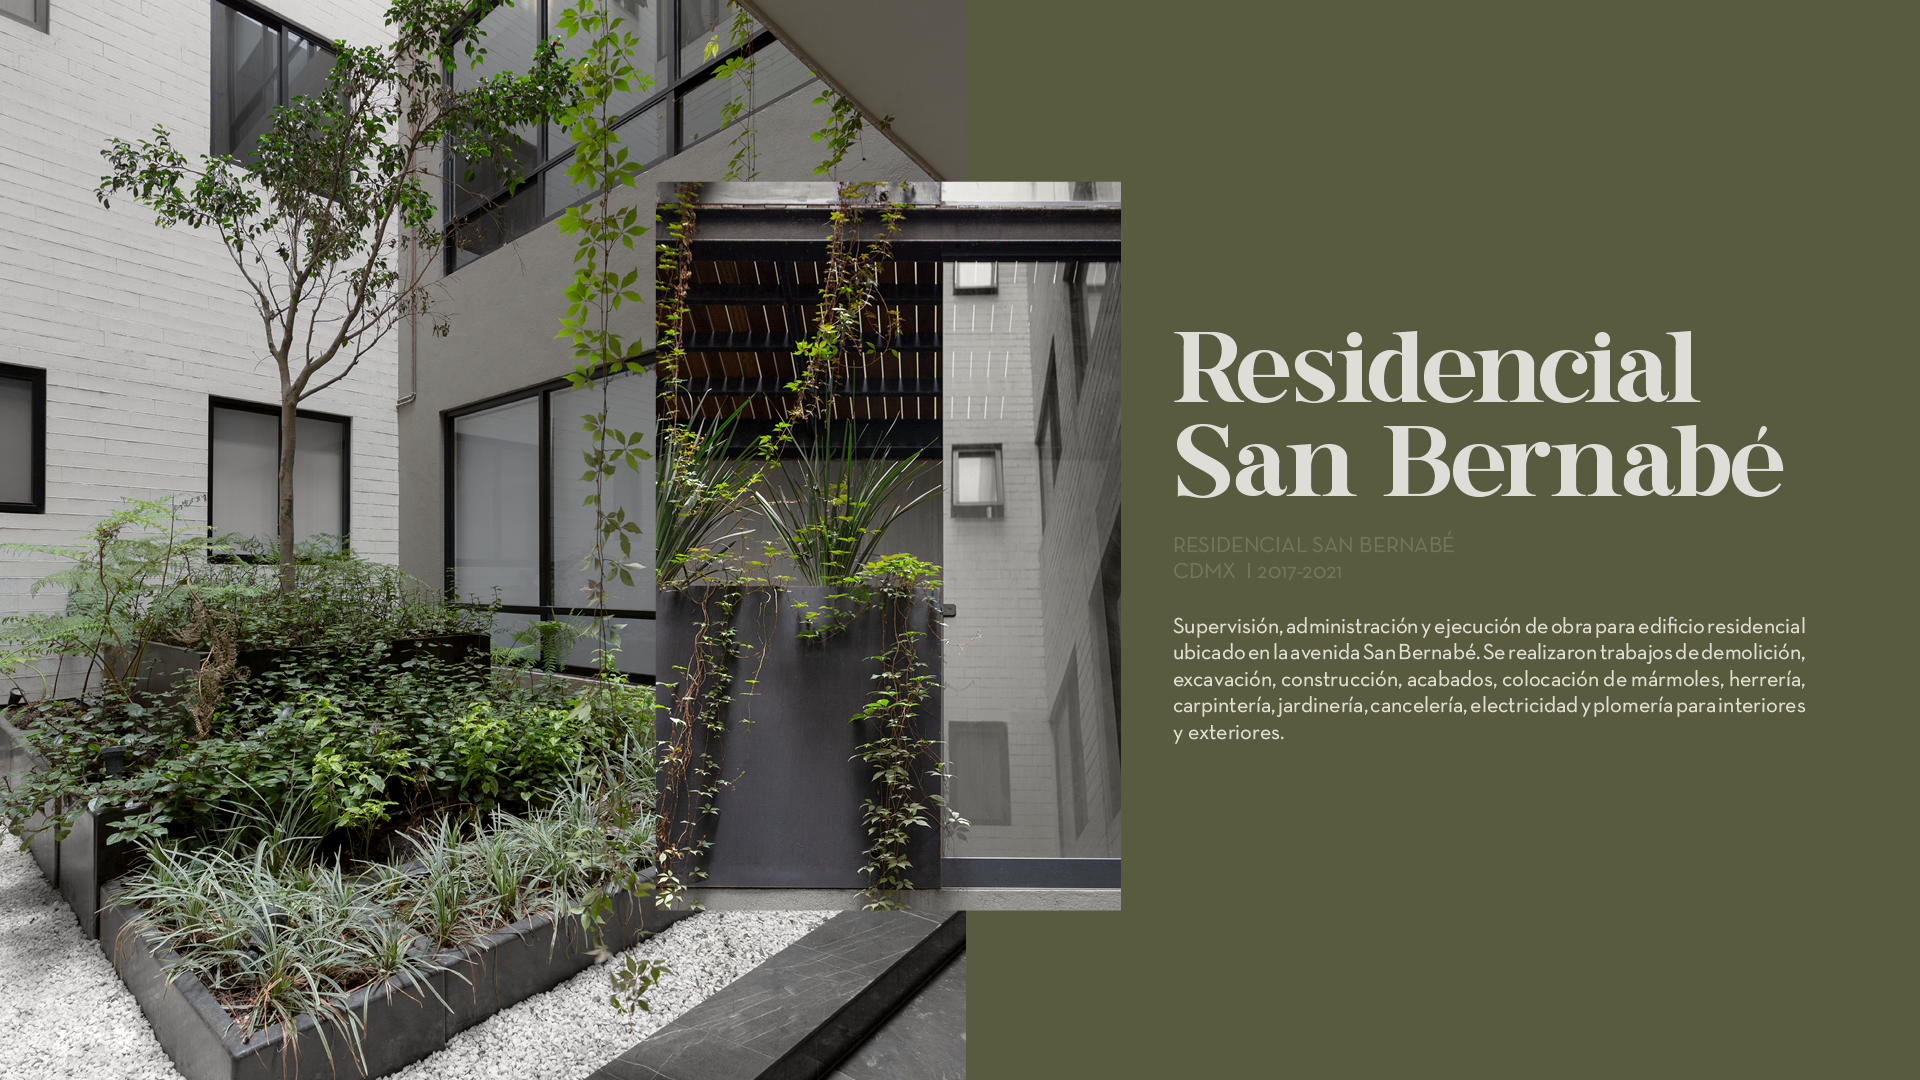 Residencial
San Bernabé
RESIDENCIAL SAN BERNABÉ
CDMX | 2017-2021
Supervisión, administración y ejecución de obra para edificio residencial
ubicado en la avenida San Bernabé. Se realizaron trabajos de demolición,
excavación, construcción, acabados, colocación de mármoles, herrería,
carpintería, jardinería, cancelería, electricidad y plomería para interiores
y exteriores.